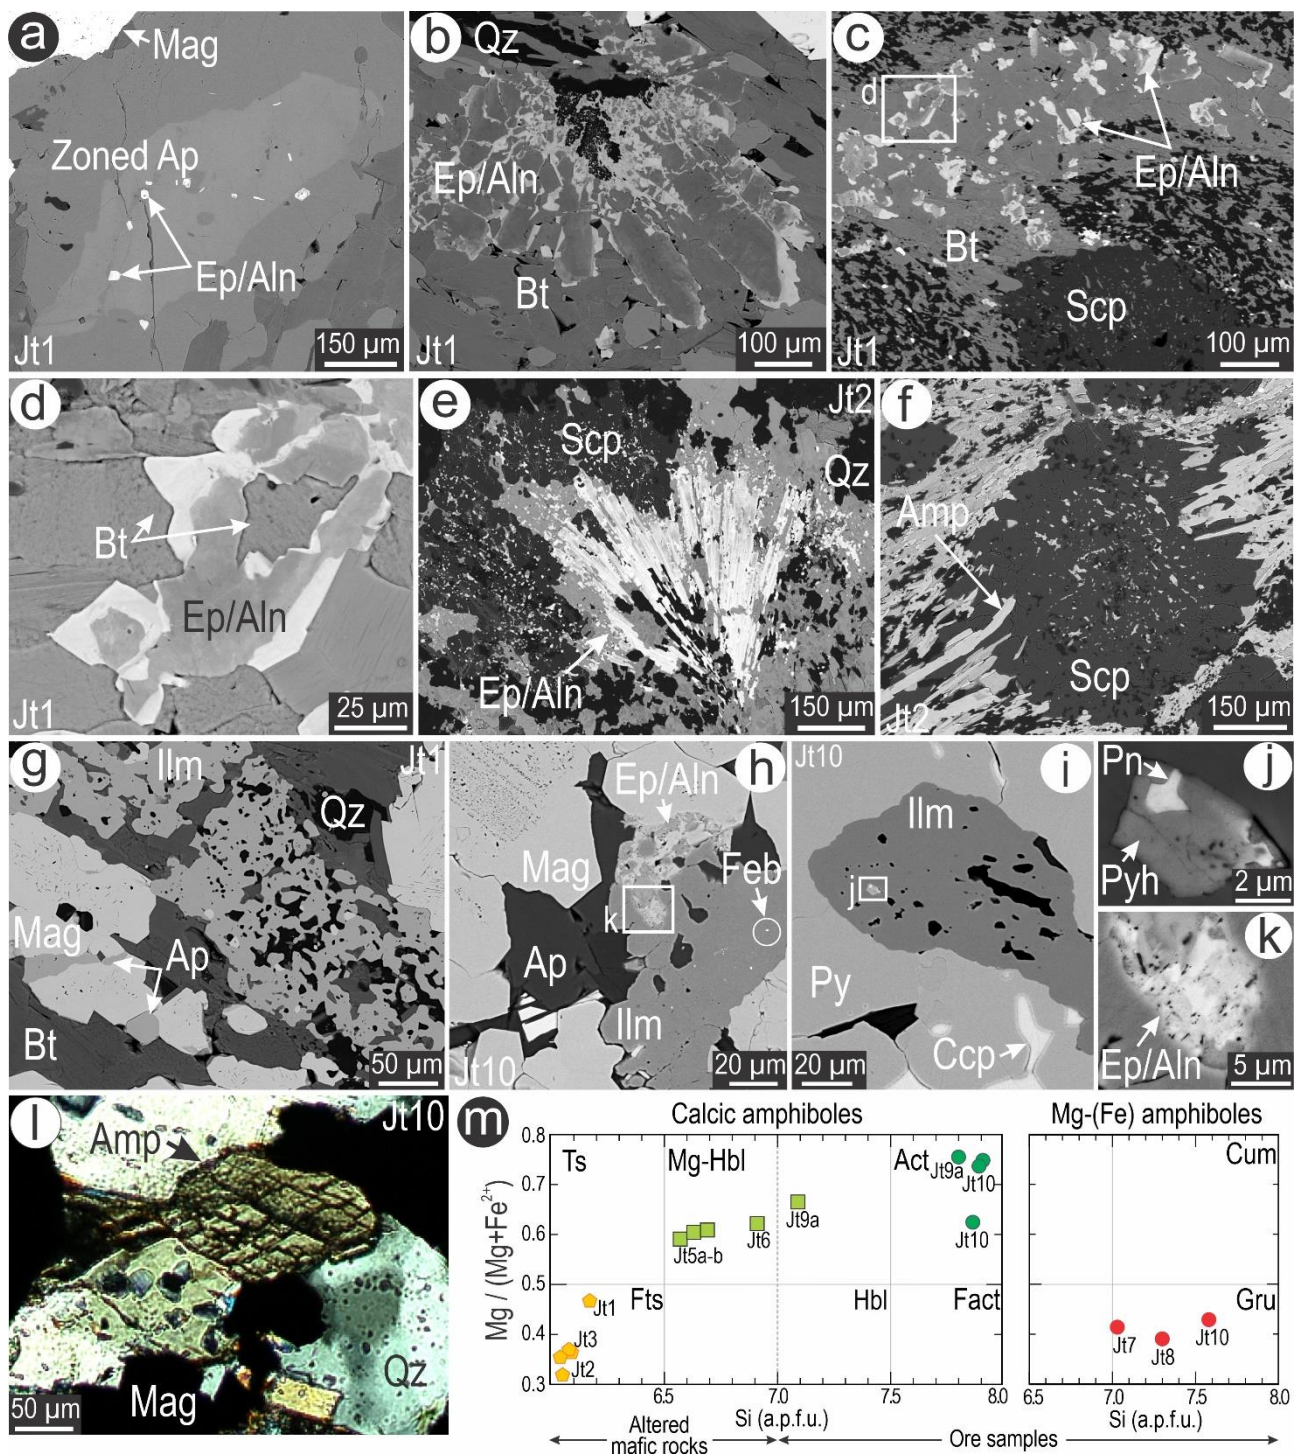 a
Mag
Zoned Ap
Ep/Aln
Jt1
150 µm
b
Qz
Ep/Aln
Bt
Jt1
100 µm
c
d
Ep/Aln
Bt
Scp
Jt1
100 µm
d
Bt
Ep/Aln
Jt1
25 µm
e
Jt2
Scp
Qz
Ep/Aln
150 µm
f
Amp
Scp
Jt2
150 µm
g
Ilm
Jt1
Qz
Mag
Ap
Bt
50 µm
h
Ep/Aln
Mag
Feb
k
Ap
Ilm
Jt10
20 µm
Jt10
i
Ilm
j
Py
Ccp
20 µm
j
Pn
Pyh
2 µm
k
Ep/Aln
5 µm
l
Jt10
Amp
Qz
Mag
50 µm
m
Calcic amphiboles
Mg-(Fe) amphiboles
Mg / (Mg+Fe²⁺)
0.8
0.7
0.6
0.5
0.4
0.3
Ts
Mg-Hbl
Act
Jt9a
Jt10
Jt9a
Jt10
Jt5a-b
Jt6
Fts
Hbl
Fact
Jt1
Jt3
Jt2
6.5
7.0
7.5
8.0
Si (a.p.f.u.)
Cum
Gru
Jt7
Jt8
Jt10
6.5
7.0
7.5
8.0
Si (a.p.f.u.)
Altered
mafic rocks
Ore samples